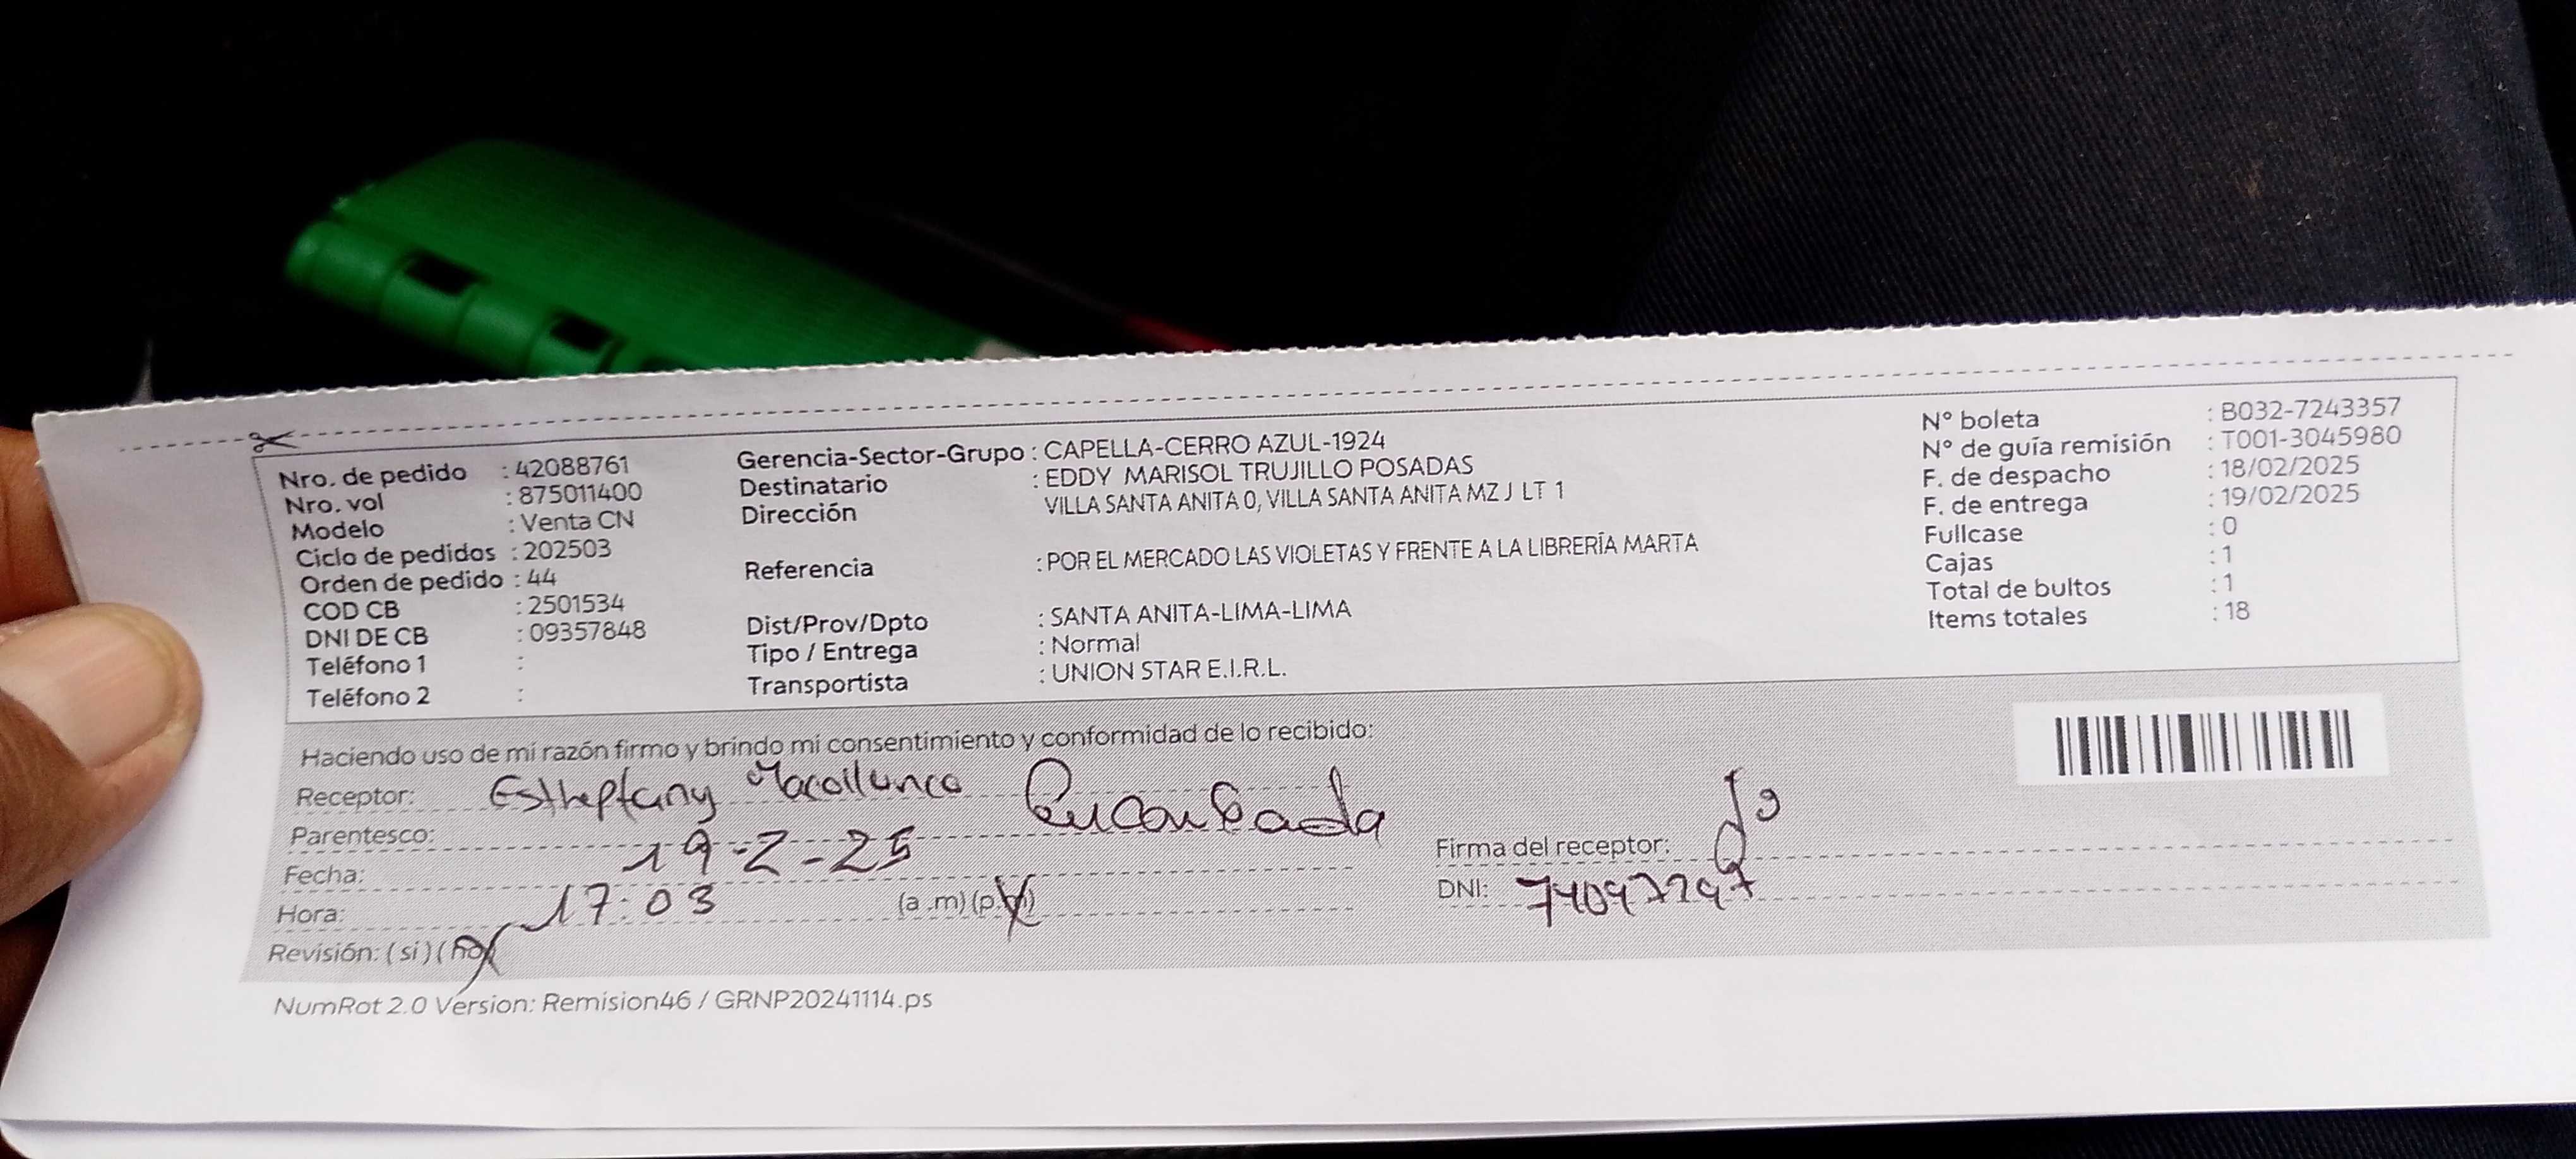 Nro. de pedido : 42088761
Nro. vol : 875011400
Modelo : Venta CN
Ciclo de pedidos : 202503
Orden de pedido : 44
COD CB : 2501534
DNI DE CB : 09357848
Teléfono 1 :
Teléfono 2 :
Gerencia-Sector-Grupo : CAPELLA-CERRO AZUL-1924
Destinatario : EDDY MARISOL TRUJILLO POSADAS
Dirección VILLA SANTA ANITA 0, VILLA SANTA ANITA MZ J LT 1
Referencia : POR EL MERCADO LAS VIOLETAS Y FRENTE A LA LIBRERÍA MARTA
Dist/Prov/Dpto : SANTA ANITA-LIMA-LIMA
Tipo / Entrega : Normal
Transportista : UNION STAR E.I.R.L.
N° boleta : B032-7243357
N° de guía remisión : T001-3045980
F. de despacho : 18/02/2025
F. de entrega : 19/02/2025
Fullcase : 0
Cajas : 1
Total de bultos : 1
Items totales : 18
Haciendo uso de mi razón firmo y brindo mi consentimiento y conformidad de lo recibido:
Receptor: Estheptany
Parentesco:
Fecha: 19-2-25
Hora: 17:03 (a.m) (p.m)
Revisión: (si) (no)
Firma del receptor:
DNI:
NumRot 2.0 Version: Remision46 / GRNP20241114.ps